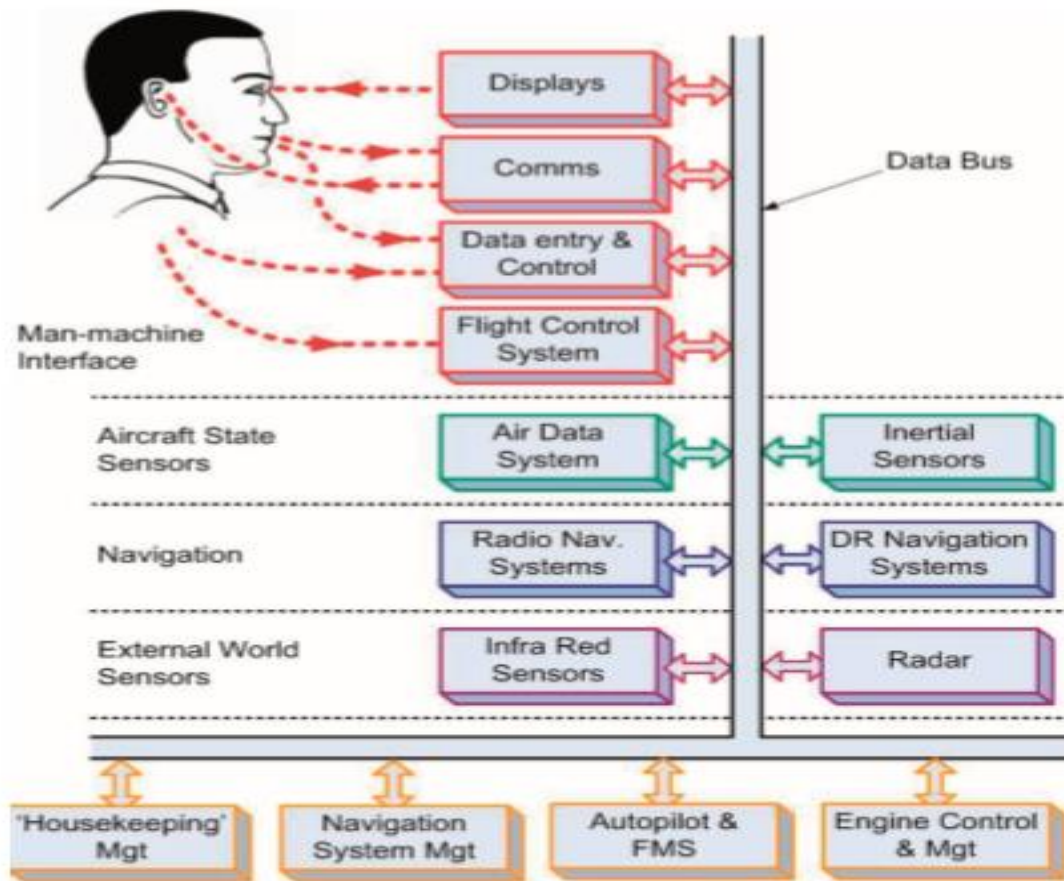 Displays
Comms
Data Bus
Data entry &
Control
Flight Control
System
Man-machine
Interface
Aircraft State
Sensors
Air Data
System
Inertial
Sensors
Navigation
Radio Nav.
Systems
DR Navigation
Systems
External World
Sensors
Infra Red
Sensors
Radar
'Housekeeping'
Mgt
Navigation
System Mgt
Autopilot &
FMS
Engine Control
& Mgt